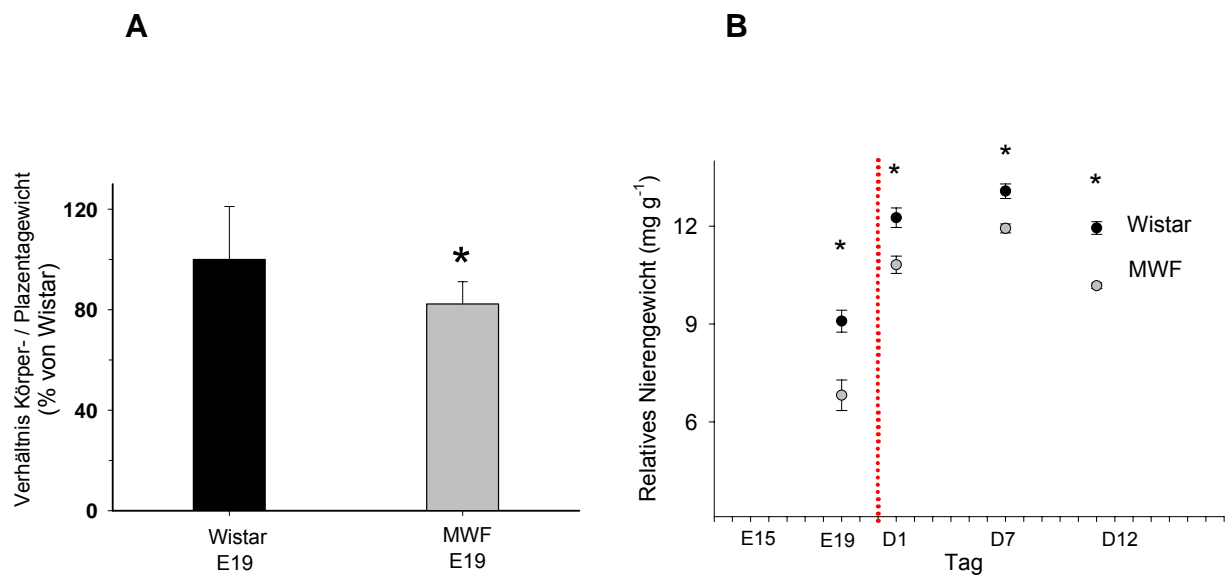 A
Verhältnis Körper- / Plazentagewicht
(% von Wistar)
120
80
40
0
*
Wistar
E19
MWF
E19
B
Relatives Nierengewicht (mg g-1)
12
9
6
*
*
*
*
Wistar
MWF
E15 E19 D1 D7 D12
Tag